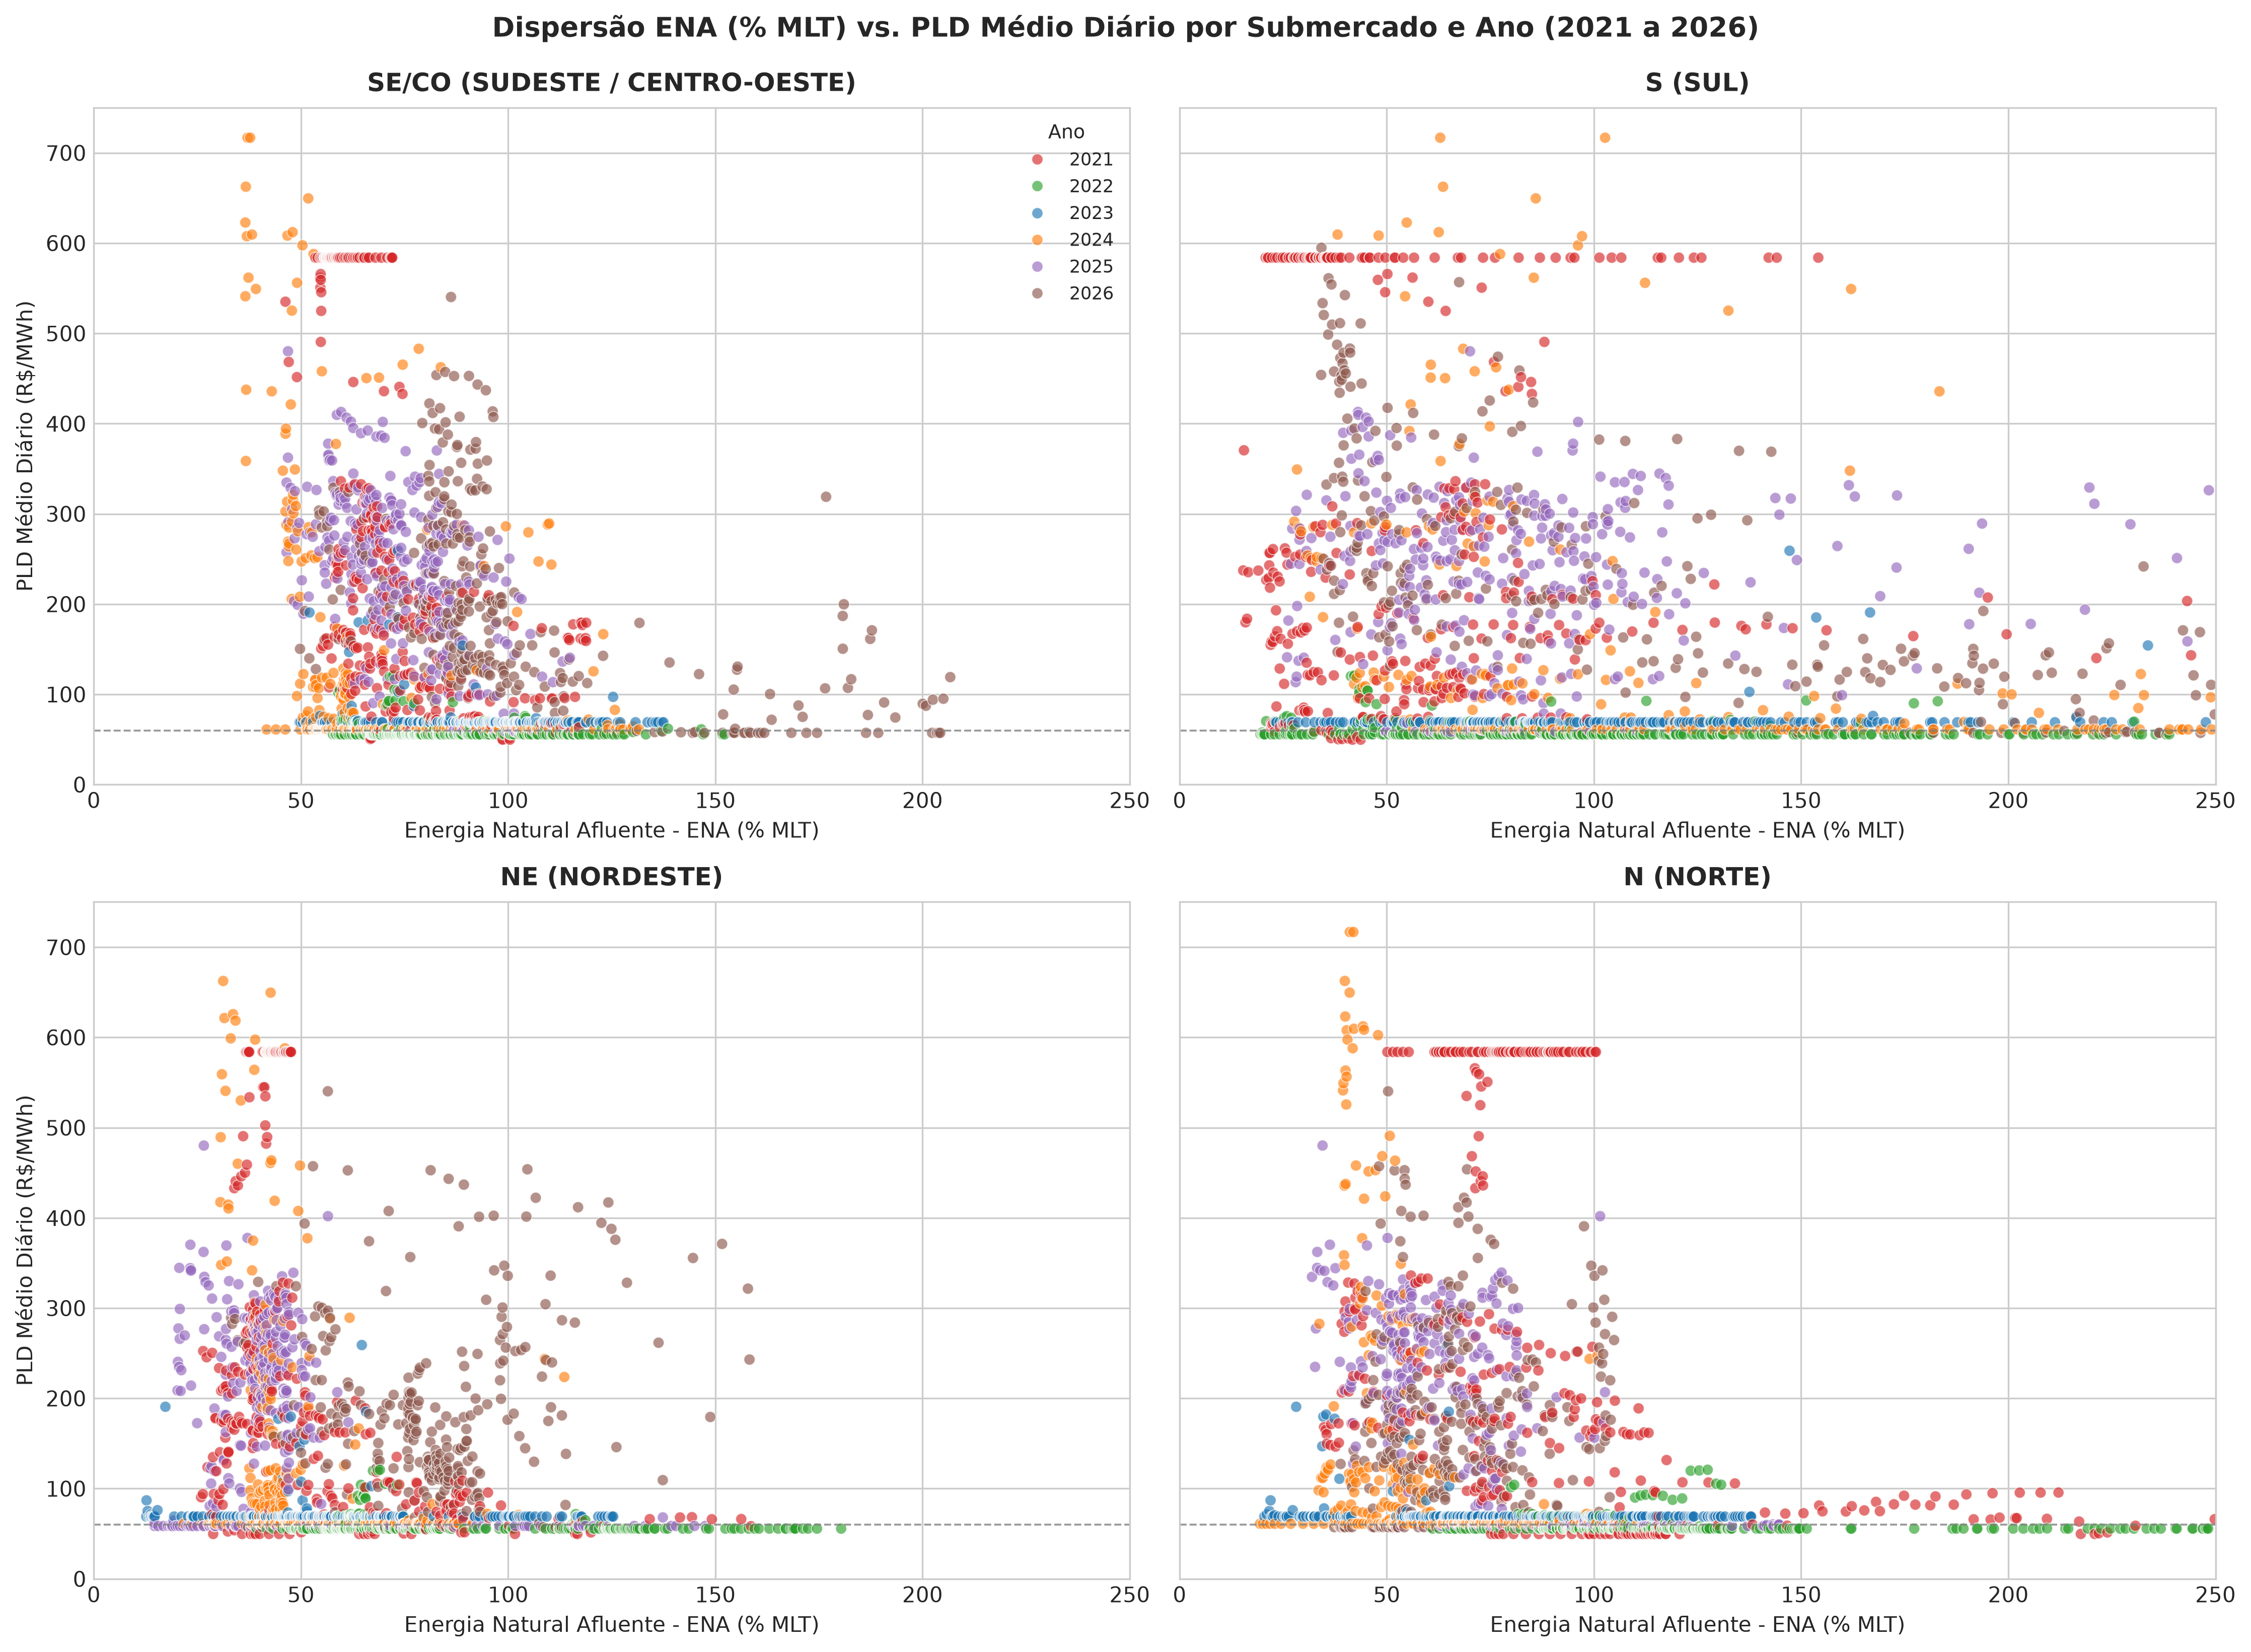 Dispersão ENA (% MLT) vs. PLD Médio Diário por Submercado e Ano (2021 a 2026)
SE/CO (SUDESTE / CENTRO-OESTE)
PLD Médio Diário (R$/MWh)
700
600
500
400
300
200
100
0
0 50 100 150 200 250
Energia Natural Afluente - ENA (% MLT)
Ano
2021
2022
2023
2024
2025
2026
S (SUL)
0 50 100 150 200 250
Energia Natural Afluente - ENA (% MLT)
NE (NORDESTE)
PLD Médio Diário (R$/MWh)
700
600
500
400
300
200
100
0
0 50 100 150 200 250
Energia Natural Afluente - ENA (% MLT)
N (NORTE)
0 50 100 150 200 250
Energia Natural Afluente - ENA (% MLT)